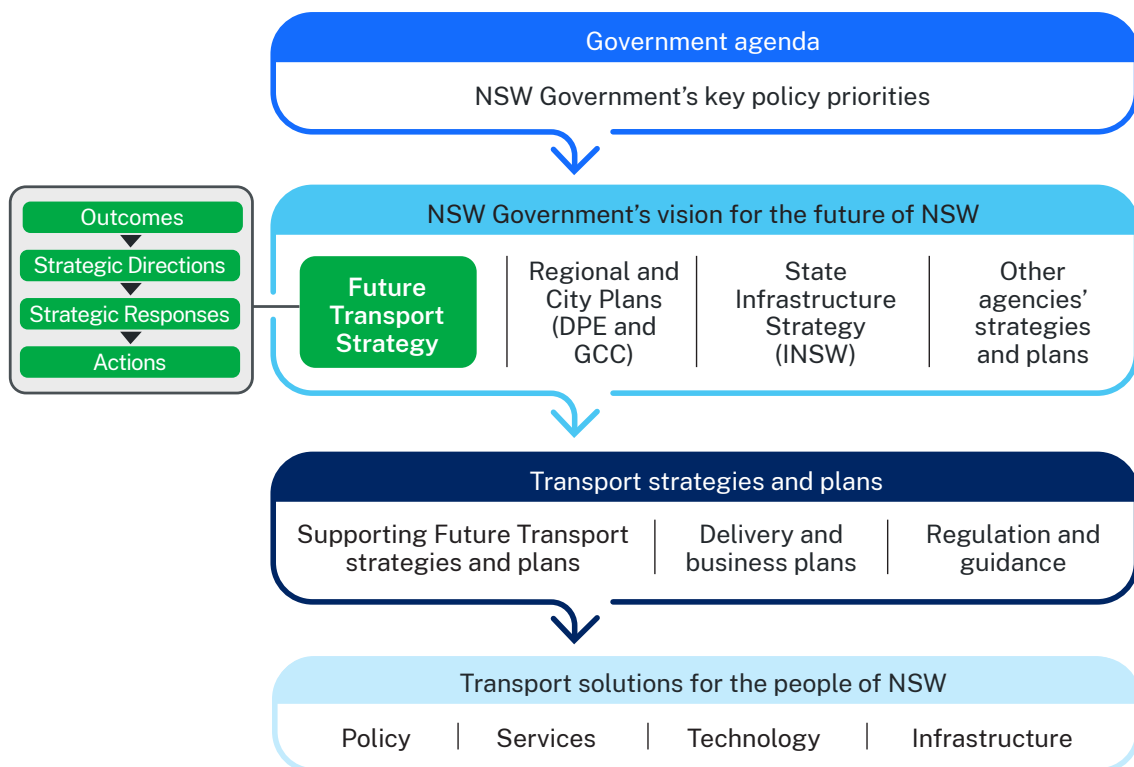 Government agenda
NSW Government’s key policy priorities
Outcomes
Strategic Directions
Strategic Responses
Actions
NSW Government’s vision for the future of NSW
Future
Transport
Strategy
Regional and
City Plans
(DPE and
GCC)
State
Infrastructure
Strategy
(INSW)
Other
agencies’
strategies
and plans
Transport strategies and plans
Supporting Future Transport
strategies and plans
Delivery and
business plans
Regulation and
guidance
Transport solutions for the people of NSW
Policy
Services
Technology
Infrastructure